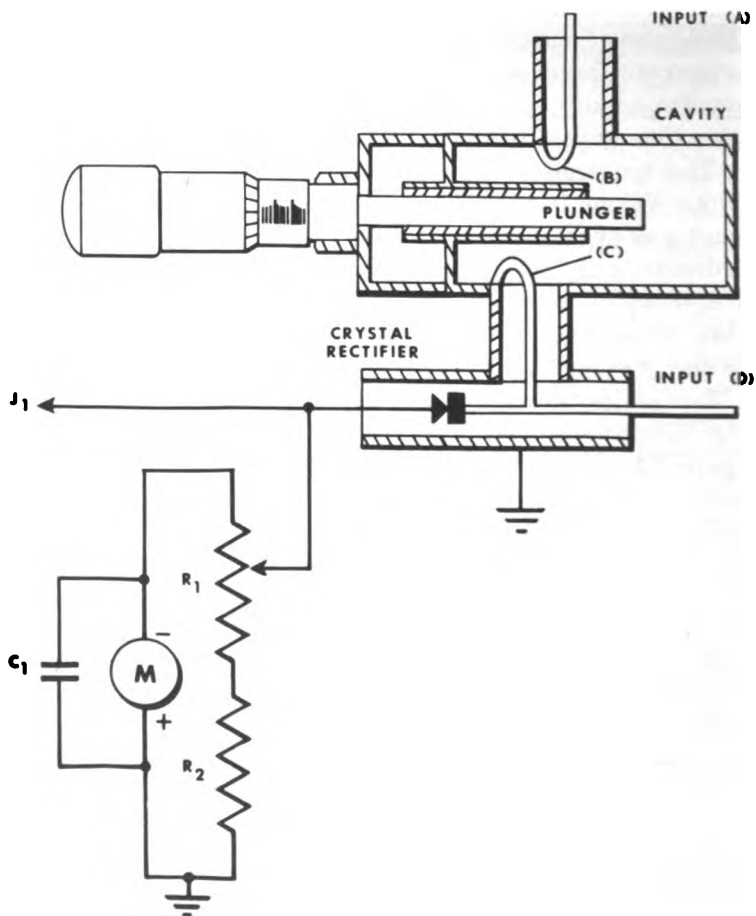 INPUT (A)
CAVITY
(B)
PLUNGER
(C)
CRYSTAL
RECTIFIER
INPUT (D)
J1
R1
C1
-
M
+
R2